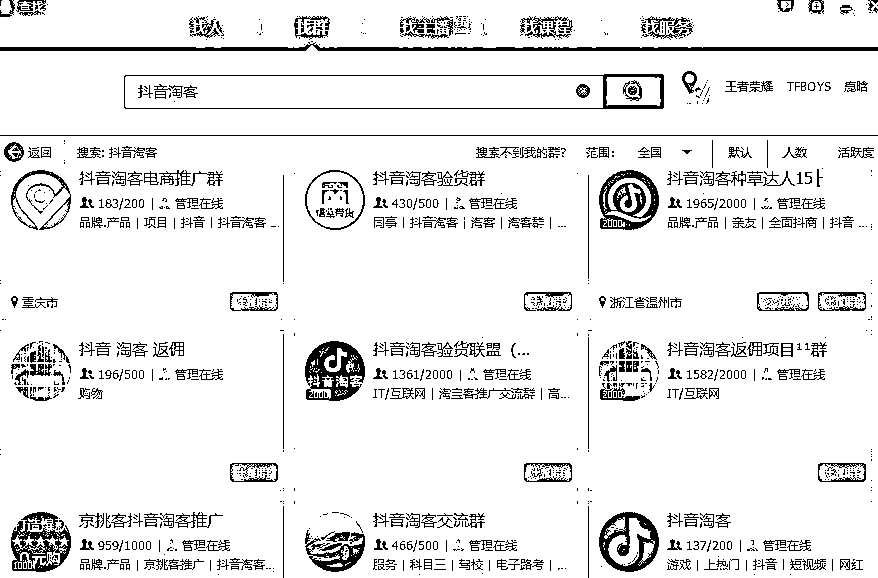 查找
找人
找群
找主播
找课程
找服务
抖音淘客
王者荣耀 TFBOYS 鹿晗
返回 搜索: 抖音淘客 搜索不到我的群? 范围: 全国 默认 人数 活跃度
抖音淘客电商推广群
183/200 | 管理在线
品牌.产品 | 项目 | 抖音 | 抖音淘客 ...
重庆市
抖音淘客验货群
430/500 | 管理在线
同享 | 抖音淘客 | 淘客 | 淘客群 | ...
抖音淘客种草达人15
2000
1965/2000 | 管理在线
品牌.产品 | 亲友 | 全面抖商 | 抖音 ...
浙江省温州市
抖音 淘客 返佣
196/500 | 管理在线
购物
抖音淘客验货联盟（...
抖音淘客
2000
1361/2000 | 管理在线
IT/互联网 | 淘宝客推广交流群 | 高...
抖音淘客返佣项目¹¹群
2000
1582/2000 | 管理在线
IT/互联网
京挑客抖音淘客推广
1000
959/1000 | 管理在线
品牌.产品 | 京挑客推广 | 抖音淘客...
抖音淘客交流群
466/500 | 管理在线
服务 | 科目三 | 驾校 | 电子路考 | ...
抖音淘客
137/200 | 管理在线
游戏 | 上热门 | 抖音 | 短视频 | 网红